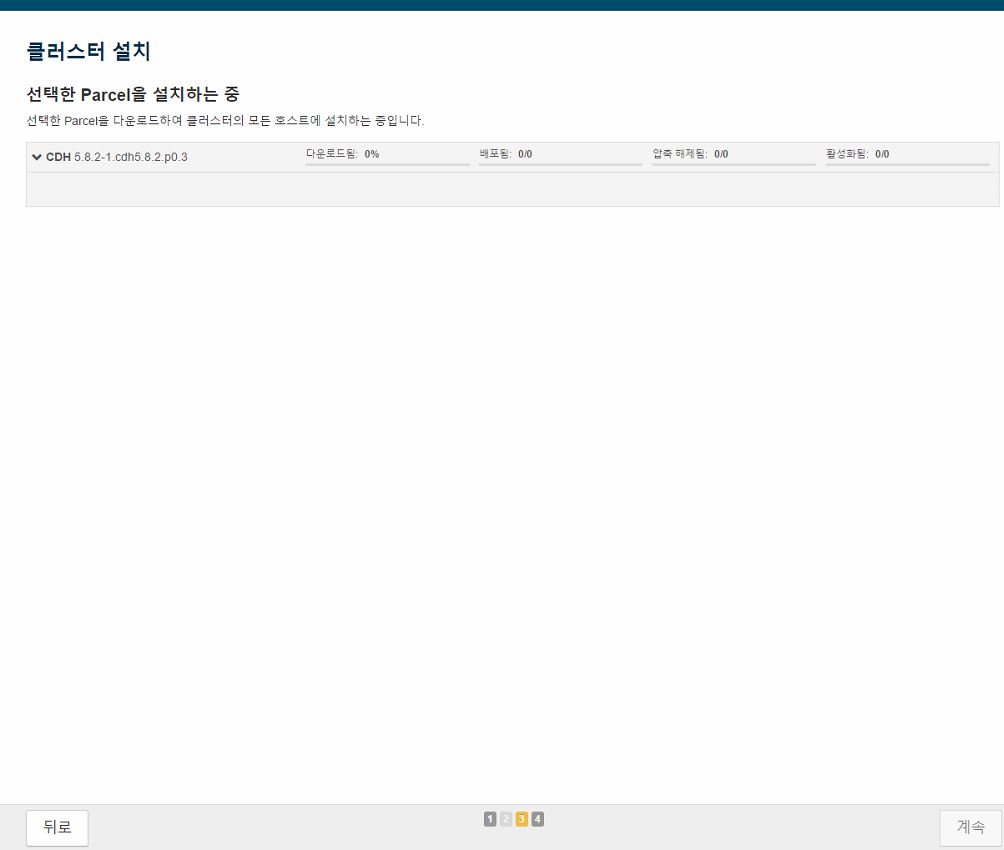 클러스터 설치
선택한 Parcel을 설치하는 중
선택한 Parcel을 다운로드하여 클러스터의 모든 호스트에 설치하는 중입니다.
CDH 5.8.2-1.cdh5.8.2.p0.3 다운로드됨: 0% 배포됨: 0/0 압축 해제됨: 0/0 활성화됨: 0/0
뒤로 1 2 3 4 계속